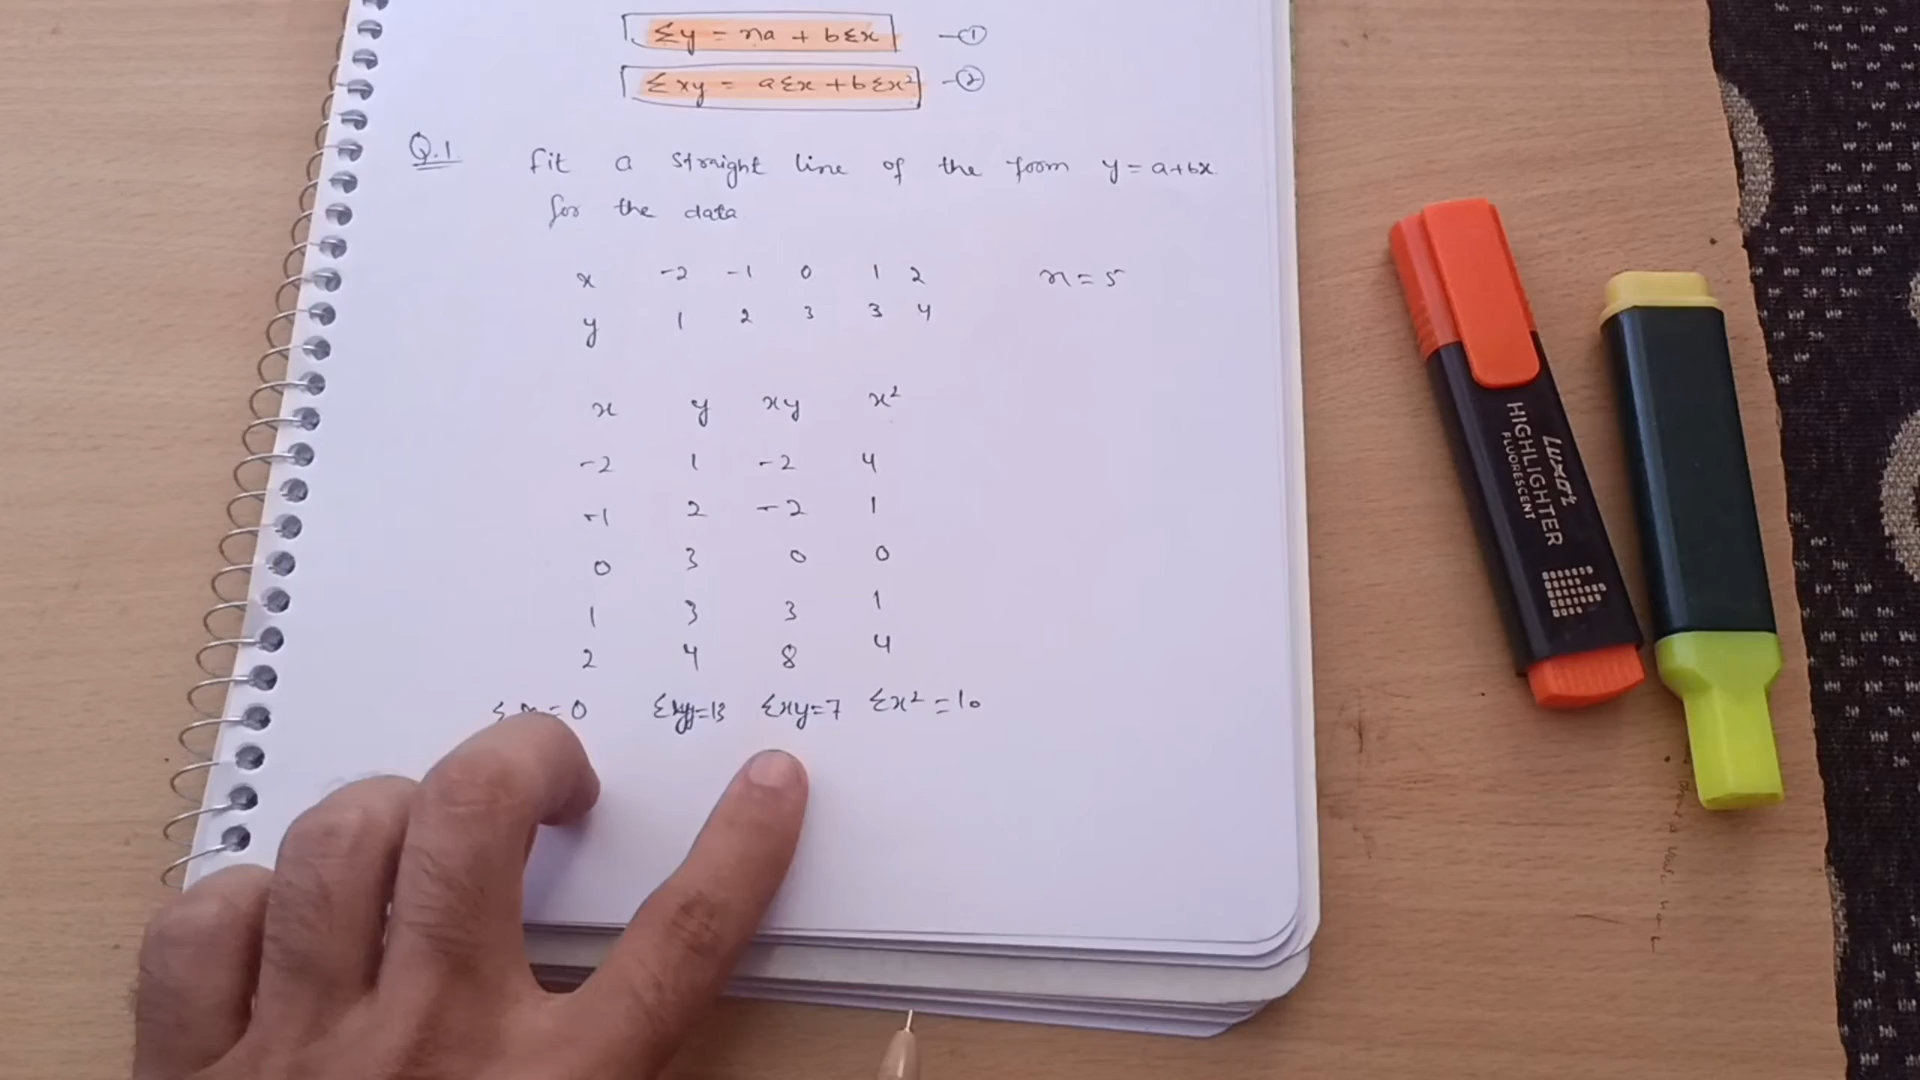 Σy = na + bΣx —①
Σxy = aΣx + bΣx² —②
Q.1 fit a straight line of the form y = a+bx
for the data
x -2 -1 0 1 2 n = 5
y 1 2 3 3 4
x y xy x²
-2 1 -2 4
-1 2 -2 1
0 3 0 0
1 3 3 1
2 4 8 4
Σx=0 Σy=13 Σxy=7 Σx²=10
Luxor
HIGHLIGHTER
FLUORESCENT